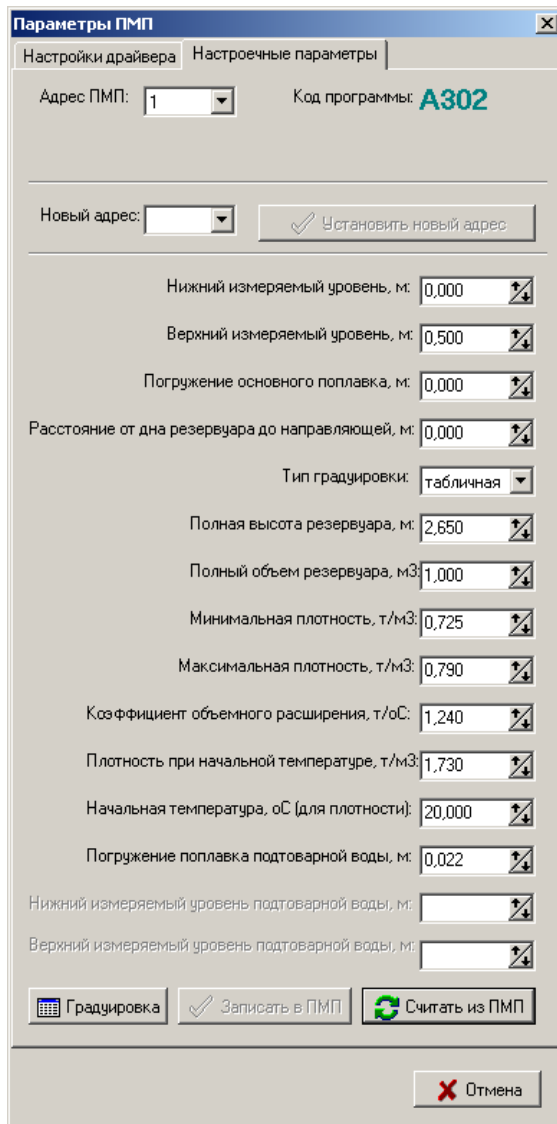 Параметры ПМП
Настройки драйвера Настроечные параметры
Адрес ПМП: 1 Код программы: A302
Новый адрес: Установить новый адрес
Нижний измеряемый уровень, м: 0,000
Верхний измеряемый уровень, м: 0,500
Погружение основного поплавка, м: 0,000
Расстояние от дна резервуара до направляющей, м: 0,000
Тип градуировки: табличная
Полная высота резервуара, м: 2,650
Полный объем резервуара, м3: 1,000
Минимальная плотность, т/м3: 0,725
Максимальная плотность, т/м3: 0,790
Коэффициент объемного расширения, т/оС: 1,240
Плотность при начальной температуре, т/м3: 1,730
Начальная температура, оС (для плотности): 20,000
Погружение поплавка подтоварной воды, м: 0,022
Нижний измеряемый уровень подтоварной воды, м:
Верхний измеряемый уровень подтоварной воды, м:
Градуировка Записать в ПМП Считать из ПМП
Отмена